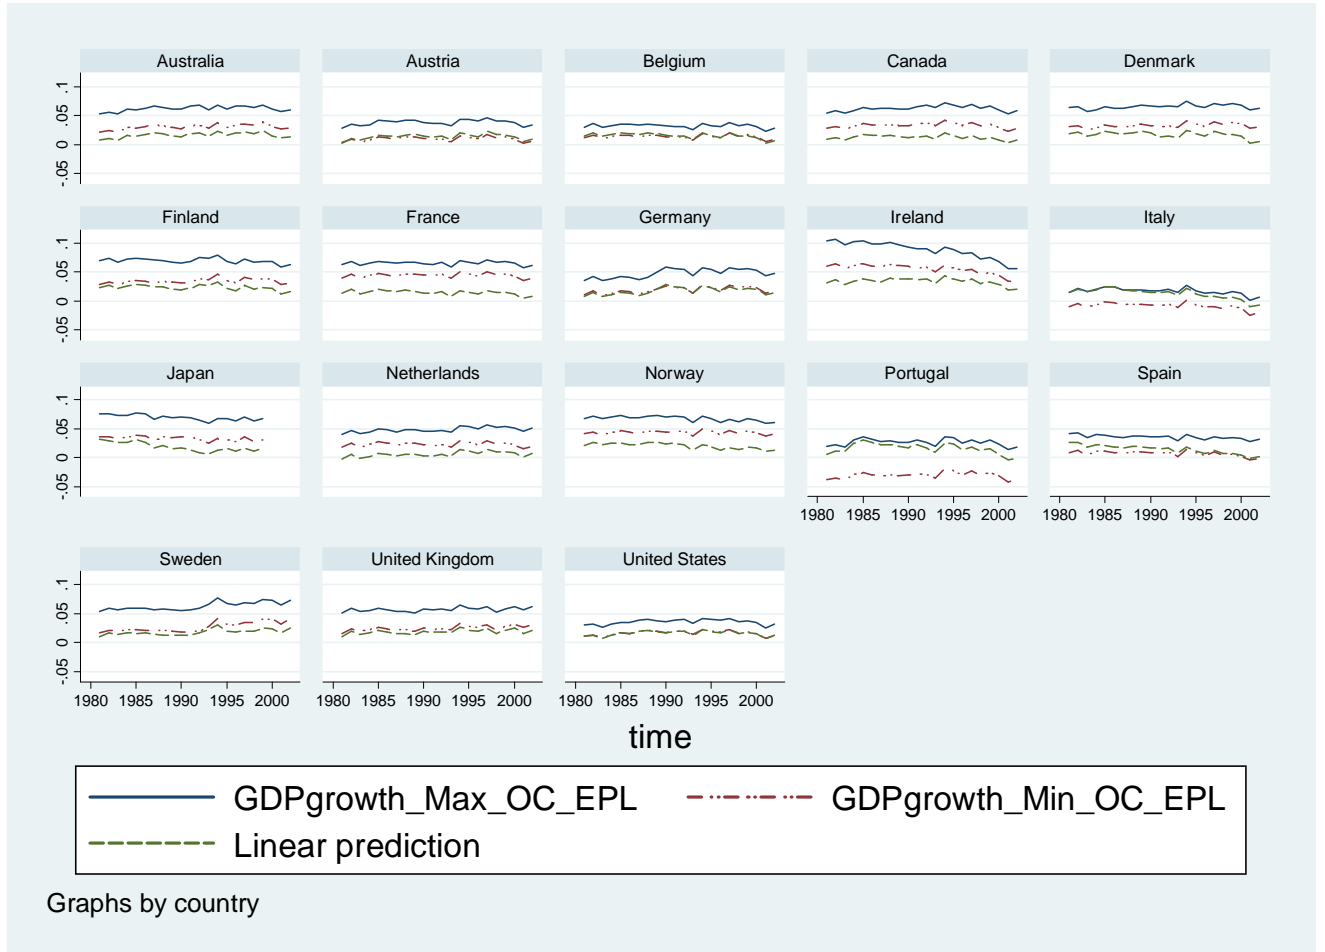 Australia Austria Belgium Canada Denmark
.1
.05
0
-.05
Finland France Germany Ireland Italy
.1
.05
0
-.05
Japan Netherlands Norway Portugal Spain
.1
.05
0
-.05
1980 1985 1990 1995 2000 1980 1985 1990 1995 2000
Sweden United Kingdom United States
.1
.05
0
-.05
1980 1985 1990 1995 2000 1980 1985 1990 1995 2000 1980 1985 1990 1995 2000
time
GDPgrowth_Max_OC_EPL GDPgrowth_Min_OC_EPL
Linear prediction
Graphs by country